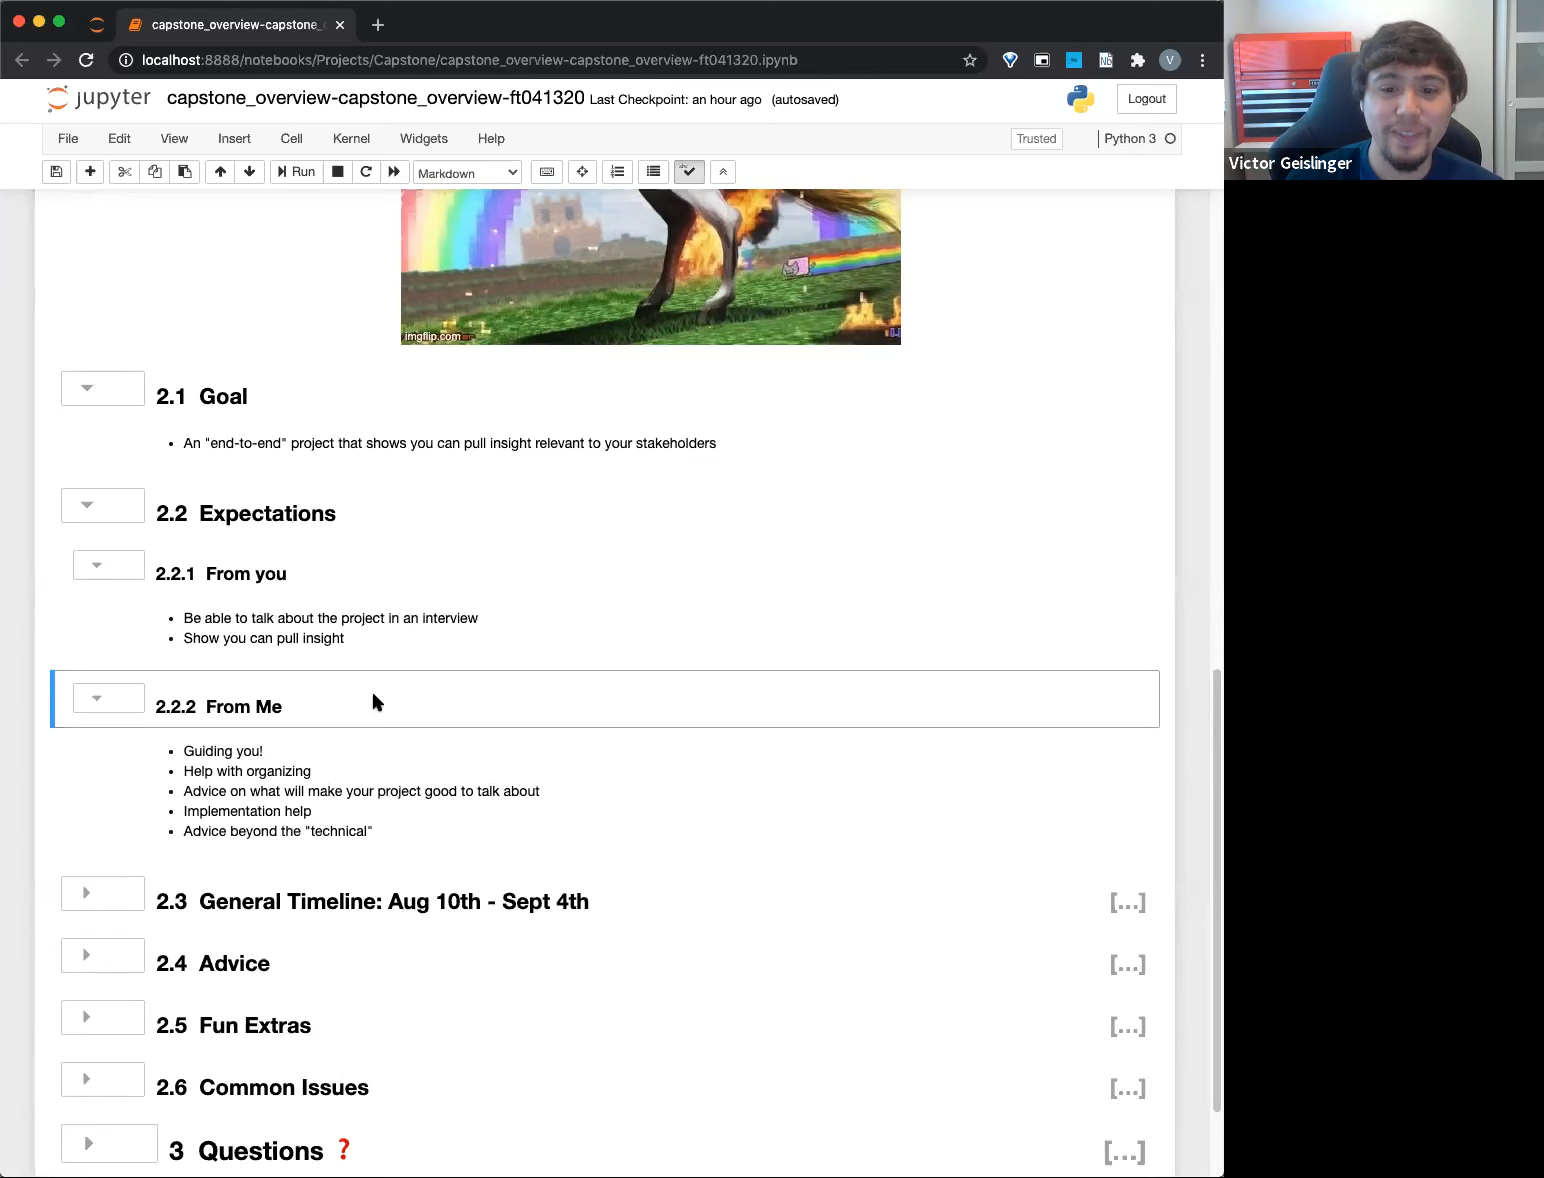 capstone_overview-capstone_
localhost:8888/notebooks/Projects/Capstone/capstone_overview-capstone_overview-ft041320.ipynb
V
jupyter capstone_overview-capstone_overview-ft041320 Last Checkpoint: an hour ago (autosaved)
Logout
File Edit View Insert Cell Kernel Widgets Help
Trusted
Python 3
Run
Markdown
Victor Geislinger
imgflip.com
2.1 Goal
• An "end-to-end" project that shows you can pull insight relevant to your stakeholders
2.2 Expectations
2.2.1 From you
• Be able to talk about the project in an interview
• Show you can pull insight
2.2.2 From Me
• Guiding you!
• Help with organizing
• Advice on what will make your project good to talk about
• Implementation help
• Advice beyond the "technical"
2.3 General Timeline: Aug 10th - Sept 4th [...]
2.4 Advice [...]
2.5 Fun Extras [...]
2.6 Common Issues [...]
3 Questions ❓ [...]